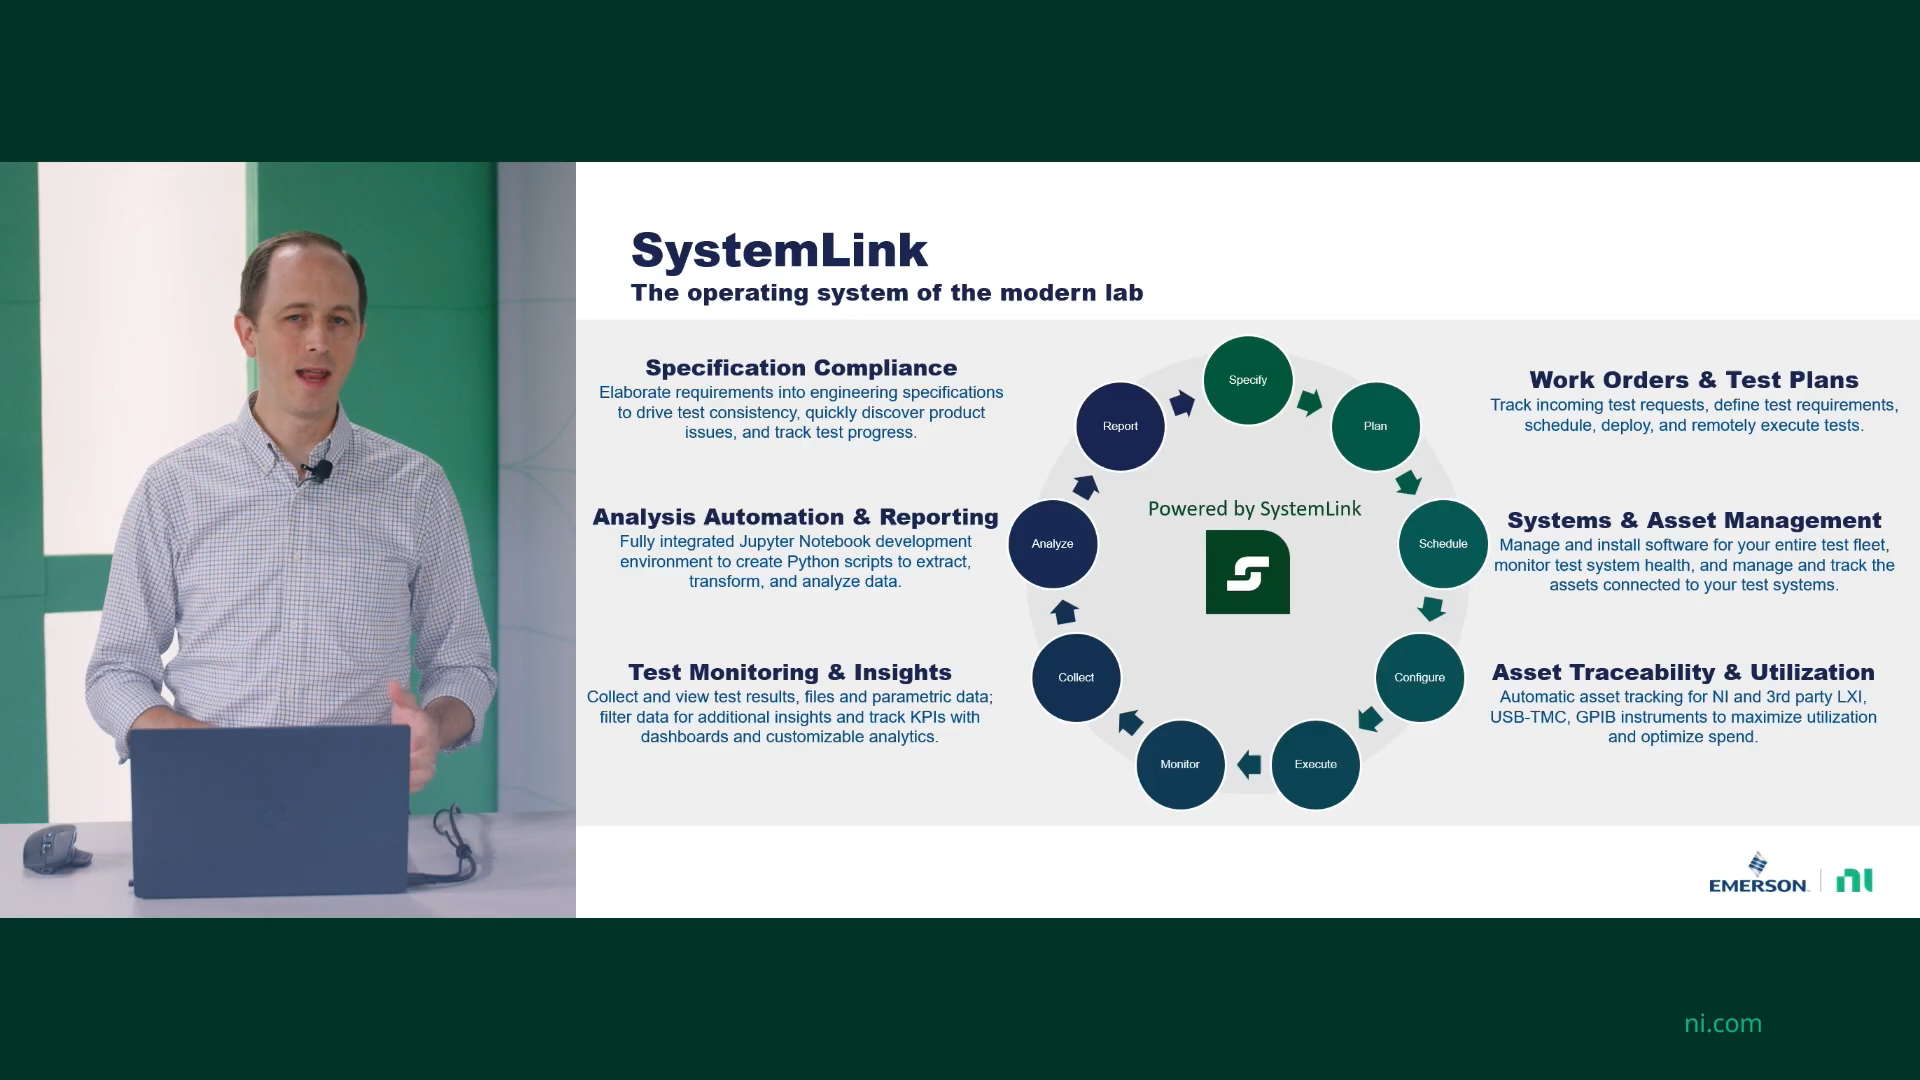 SystemLink
The operating system of the modern lab
Specification Compliance
Elaborate requirements into engineering specifications
to drive test consistency, quickly discover product
issues, and track test progress.
Analysis Automation & Reporting
Fully integrated Jupyter Notebook development
environment to create Python scripts to extract,
transform, and analyze data.
Test Monitoring & Insights
Collect and view test results, files and parametric data;
filter data for additional insights and track KPIs with
dashboards and customizable analytics.
Specify
Plan
Schedule
Configure
Execute
Monitor
Collect
Analyze
Report
Powered by SystemLink
Work Orders & Test Plans
Track incoming test requests, define test requirements,
schedule, deploy, and remotely execute tests.
Systems & Asset Management
Manage and install software for your entire test fleet,
monitor test system health, and manage and track the
assets connected to your test systems.
Asset Traceability & Utilization
Automatic asset tracking for NI and 3rd party LXI,
USB-TMC, GPIB instruments to maximize utilization
and optimize spend.
EMERSON
ni
ni.com